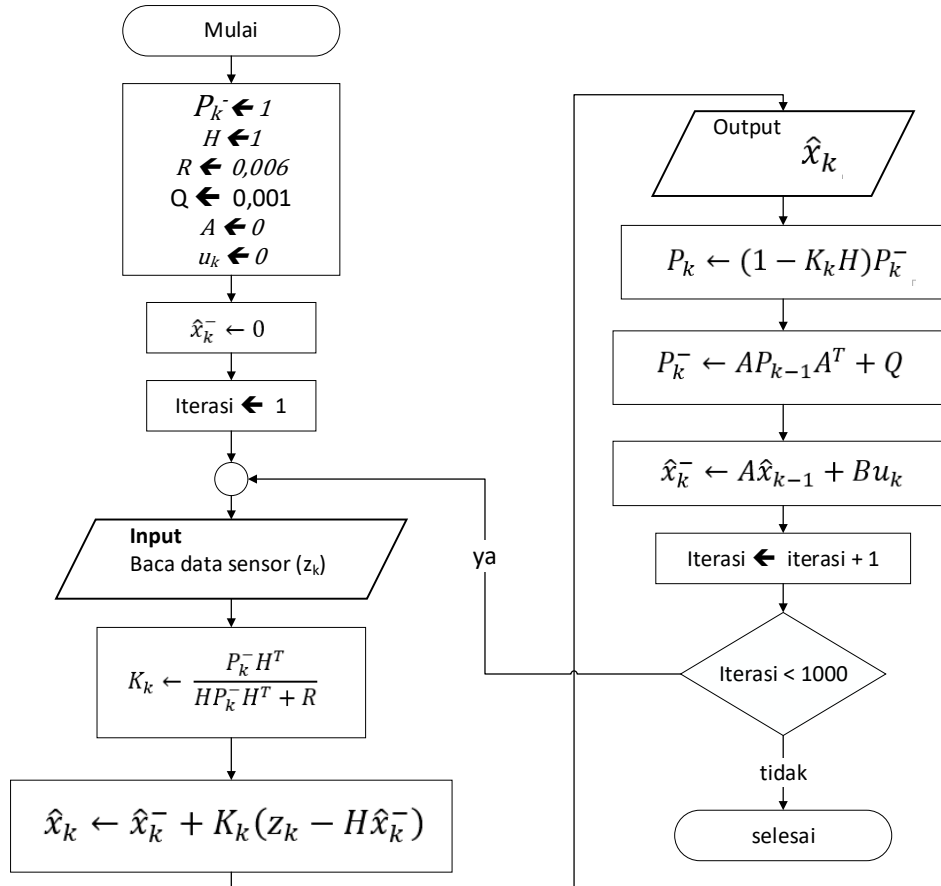 Mulai
P_k^- 🡸 1
H 🡸 1
R 🡸 0,006
Q 🡸 0,001
A 🡸 0
u_k 🡸 0
x̂_k^- ← 0
Iterasi 🡸 1
Input
Baca data sensor (z_k)
K_k ← P_k^- H^T / (H P_k^- H^T + R)
x̂_k ← x̂_k^- + K_k(z_k − H x̂_k^-)
Output
x̂_k
P_k ← (1 − K_k H)P_k^-
P_k^- ← A P_{k−1} A^T + Q
x̂_k^- ← A x̂_{k−1} + B u_k
Iterasi 🡸 iterasi + 1
Iterasi < 1000
ya
tidak
selesai